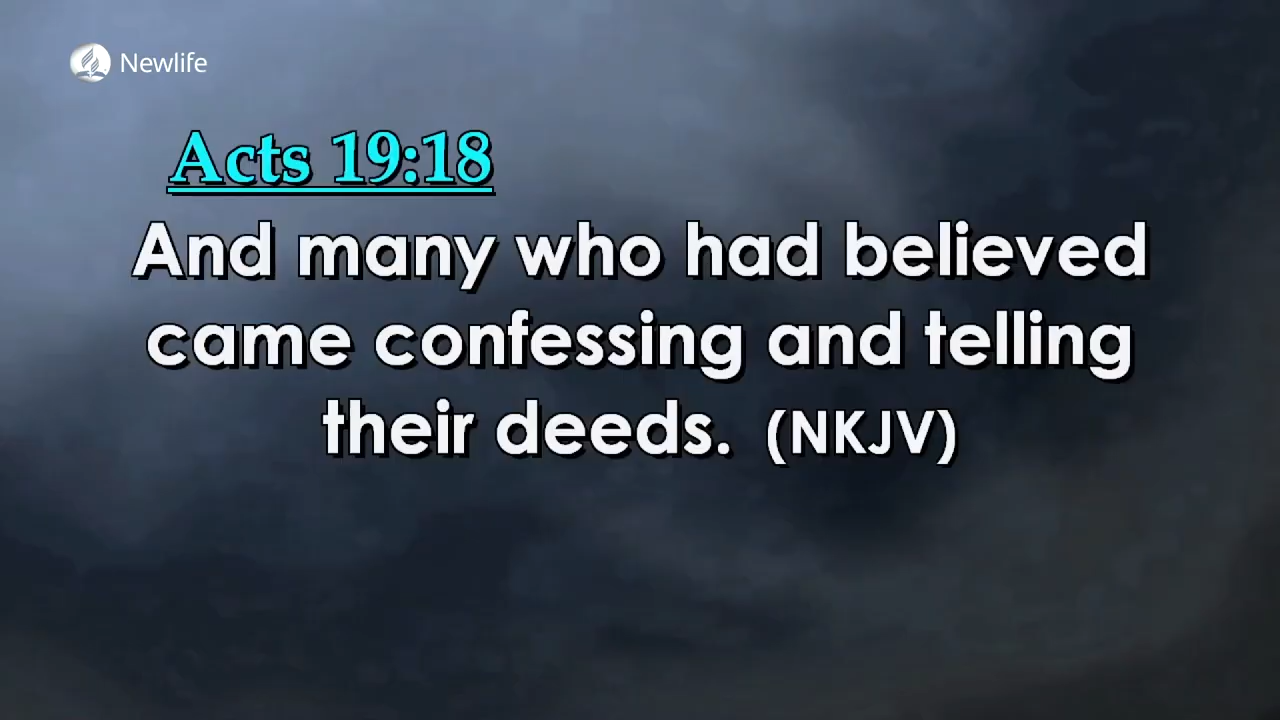 Newlife
Acts 19:18
And many who had believed
came confessing and telling
their deeds. (NKJV)